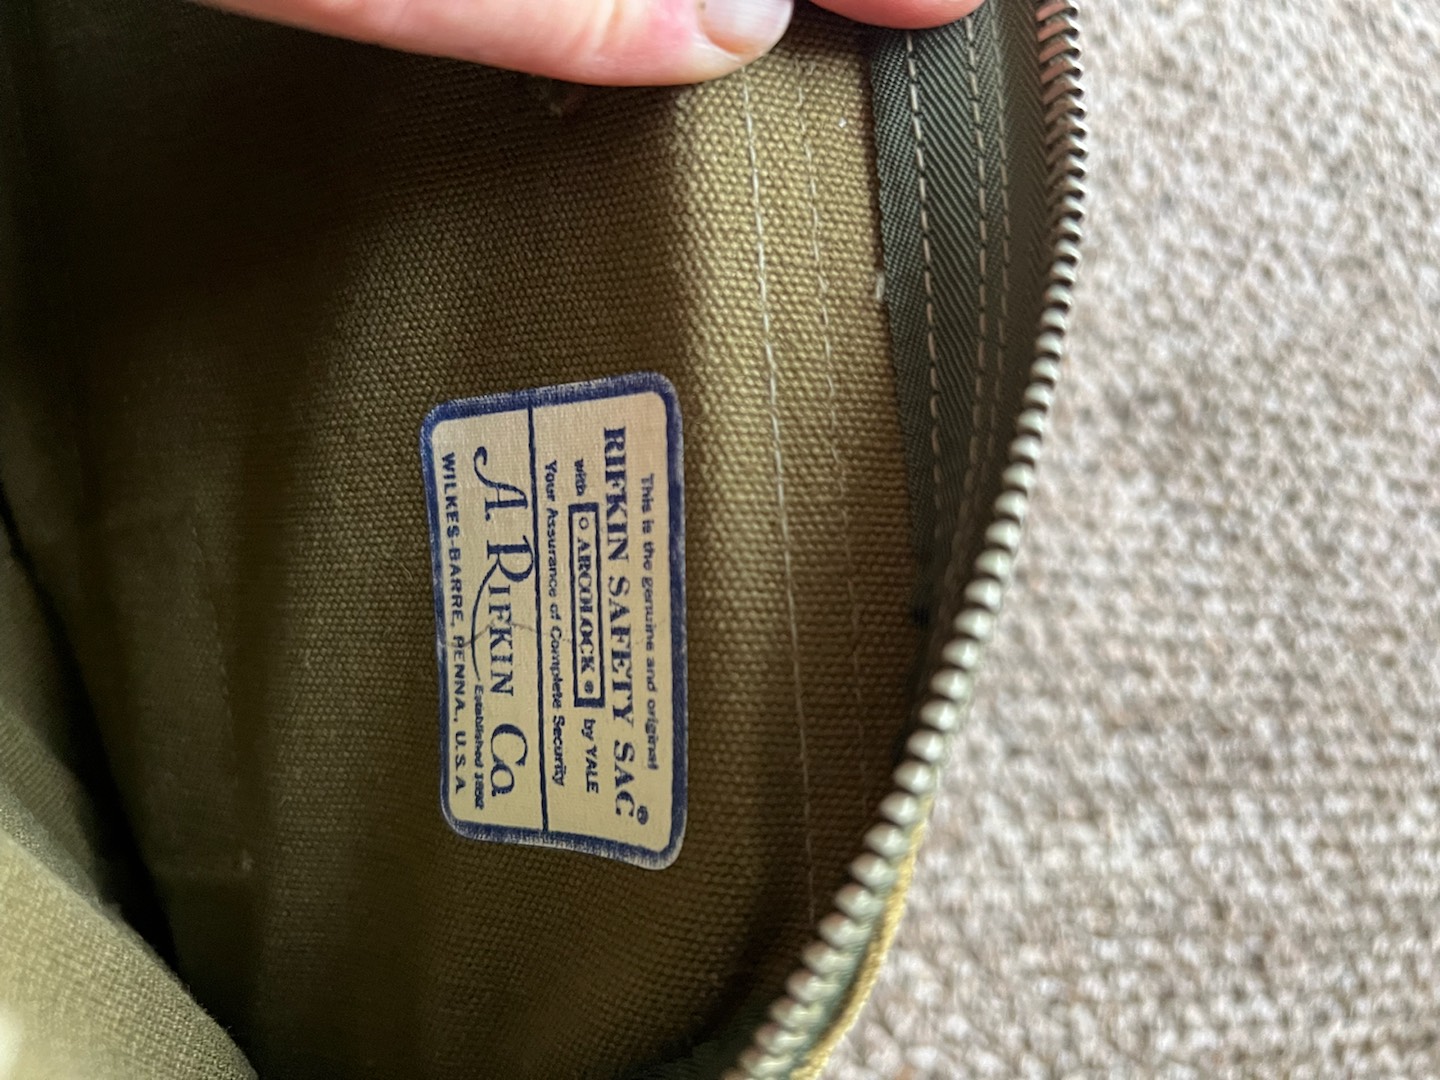 This is the genuine and original
RIFKIN SAFETY SAC®
with ARCOLOCK® by YALE
Your Assurance of Complete Security
A. RIFKIN Co.
Established 1892
WILKES-BARRE, PENNA., U.S.A.